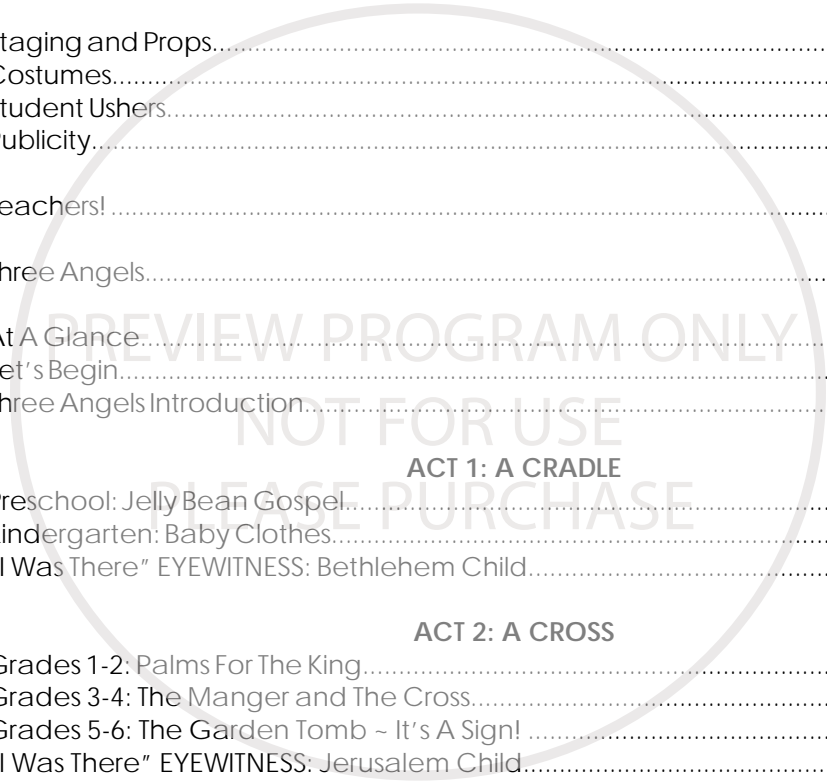 taging and Props
Costumes
tudent Ushers
ublicity
eachers!
hree Angels
At A Glance
et's Begin
hree Angels Introduction
PREVIEW PROGRAM ONLY
NOT FOR USE
PLEASE PURCHASE
ACT 1: A CRADLE
Preschool: Jelly Bean Gospel
indergarten: Baby Clothes
I Was There" EYEWITNESS: Bethlehem Child
ACT 2: A CROSS
Grades 1-2: Palms For The King
Grades 3-4: The Manger and The Cross
Grades 5-6: The Garden Tomb ~ It's A Sign!
I Was There" EYEWITNESS: Jerusalem Child